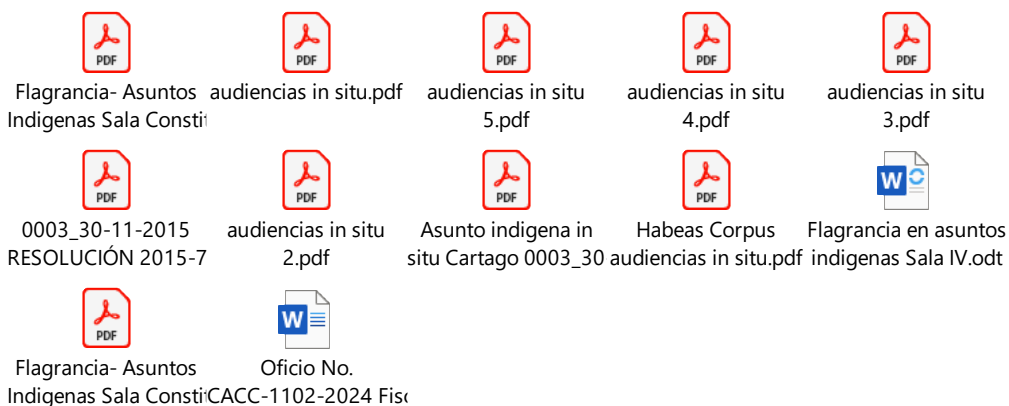 PDF PDF PDF PDF PDF
Flagrancia- Asuntos audiencias in situ.pdf audiencias in situ audiencias in situ audiencias in situ
Indigenas Sala Constit 5.pdf 4.pdf 3.pdf
PDF PDF PDF PDF W
0003_30-11-2015 audiencias in situ Asunto indigena in Habeas Corpus Flagrancia en asuntos
RESOLUCIÓN 2015-7 2.pdf situ Cartago 0003_30 audiencias in situ.pdf indigenas Sala IV.odt
PDF W
Flagrancia- Asuntos Oficio No.
Indigenas Sala Constit CACC-1102-2024 Fisc